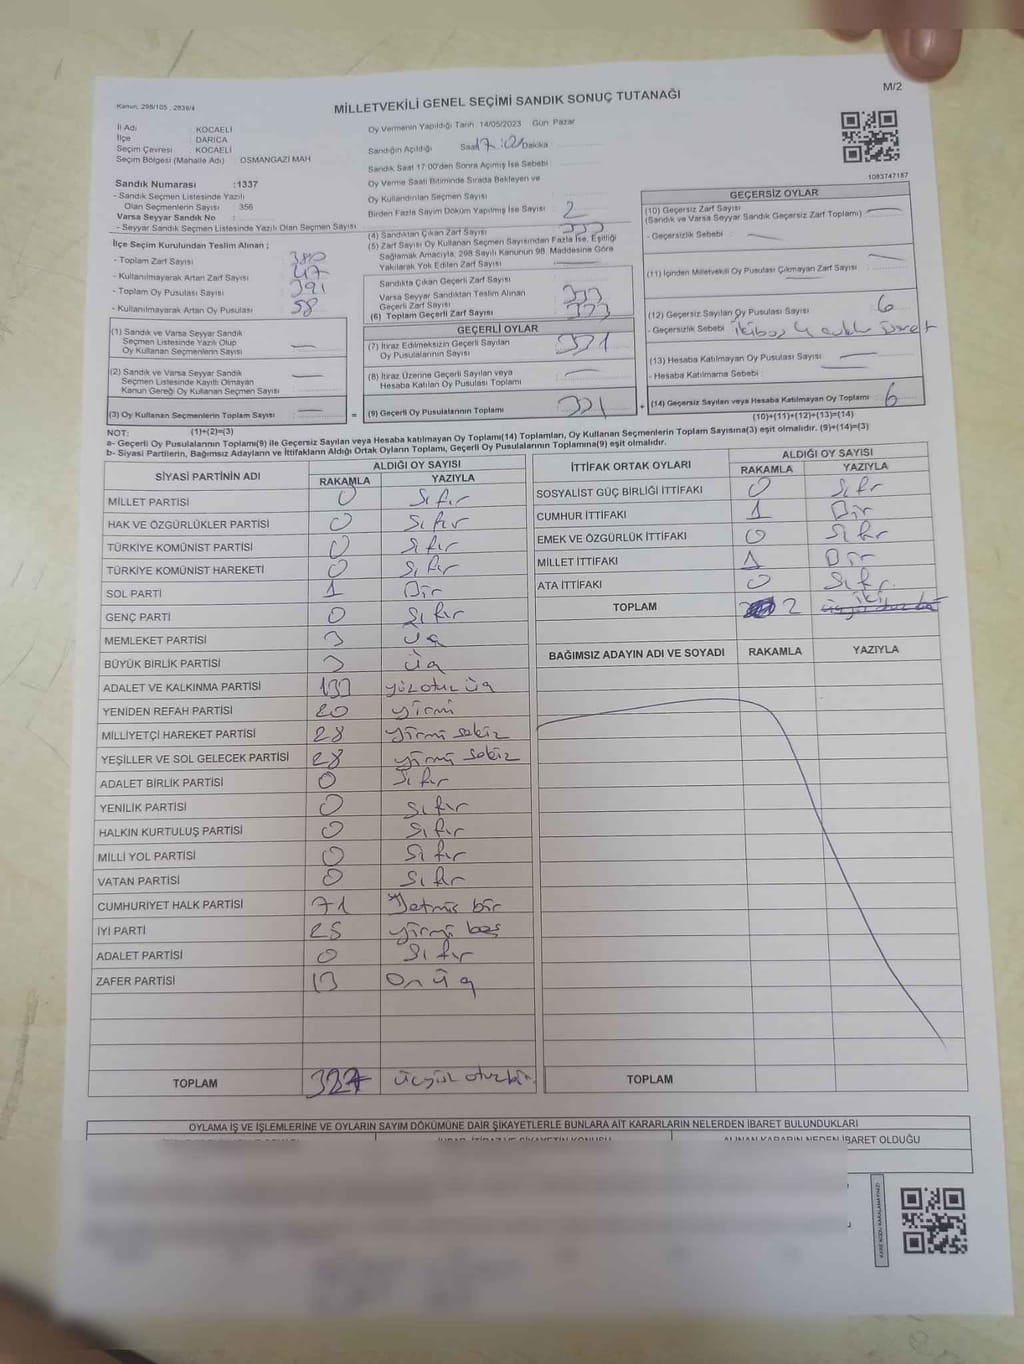 M/2
Kanun: 298/105 , 2839/4
MİLLETVEKİLİ GENEL SEÇİMİ SANDIK SONUÇ TUTANAĞI
İl Adı : KOCAELİ
İlçe : DARICA
Seçim Çevresi : KOCAELİ
Seçim Bölgesi (Mahalle Adı) : OSMANGAZİ MAH
Sandık Numarası :1337
- Sandık Seçmen Listesinde Yazılı
Olan Seçmenlerin Sayısı : 356
Varsa Seyyar Sandık No :
- Seyyar Sandık Seçmen Listesinde Yazılı Olan Seçmen Sayısı
İlçe Seçim Kurulundan Teslim Alınan ;
- Toplam Zarf Sayısı : 380
- Kullanılmayarak Artan Zarf Sayısı : 47
- Toplam Oy Pusulası Sayısı : 391
- Kullanılmayarak Artan Oy Pusulası : 58
Oy Vermenin Yapıldığı Tarih :14/05/2023 Gün :Pazar
Sandığın Açıldığı Saat Dakika
Sandık Saat 17:00'den Sonra Açılmış İse Sebebi
Oy Verme Saati Bitiminde Sırada Bekleyen ve
Oy Kullandırılan Seçmen Sayısı
Birden Fazla Sayım Döküm Yapılmış İse Sayısı : 2
(4) Sandıktan Çıkan Zarf Sayısı : 333
(5) Zarf Sayısı Oy Kullanan Seçmen Sayısından Fazla İse, Eşitliği
Sağlamak Amacıyla, 298 Sayılı Kanunun 98. Maddesine Göre
Yakılarak Yok Edilen Zarf Sayısı
Sandıkta Çıkan Geçerli Zarf Sayısı
Varsa Seyyar Sandıktan Teslim Alınan
Geçerli Zarf Sayısı : 333
(6) Toplam Geçerli Zarf Sayısı : 333
1083747187
GEÇERSİZ OYLAR
(10) Geçersiz Zarf Sayısı
(Sandık ve Varsa Seyyar Sandık Geçersiz Zarf Toplamı)
- Geçersizlik Sebebi :
(11) İçinden Milletvekili Oy Pusulası Çıkmayan Zarf Sayısı
(12) Geçersiz Sayılan Oy Pusulası Sayısı : 6
- Geçersizlik Sebebi
(13) Hesaba Katılmayan Oy Pusulası Sayısı
- Hesaba Katılmama Sebebi :
(14) Geçersiz Sayılan veya Hesaba Katılmayan Oy Toplamı : 6
(10)+(11)+(12)+(13)=(14)
(1) Sandık ve Varsa Seyyar Sandık
Seçmen Listesinde Yazılı Olup
Oy Kullanan Seçmenlerin Sayısı
(2) Sandık ve Varsa Seyyar Sandık
Seçmen Listesinde Kayıtlı Olmayan
Kanun Gereği Oy Kullanan Seçmen Sayısı
(3) Oy Kullanan Seçmenlerin Toplam Sayısı =
GEÇERLİ OYLAR
(7) İtiraz Edilmeksizin Geçerli Sayılan
Oy Pusulalarının Sayısı : 331
(8) İtiraz Üzerine Geçerli Sayılan veya
Hesaba Katılan Oy Pusulası Toplamı
(9) Geçerli Oy Pusulalarının Toplamı : 331 +
NOT: (1)+(2)=(3)
a- Geçerli Oy Pusulalarının Toplamı(9) ile Geçersiz Sayılan veya Hesaba katılmayan Oy Toplamı(14) Toplamları, Oy Kullanan Seçmenlerin Toplam Sayısına(3) eşit olmalıdır. (9)+(14)=(3)
b- Siyasi Partilerin, Bağımsız Adayların ve İttifakların Aldığı Ortak Oyların Toplamı, Geçerli Oy Pusulalarının Toplamına(9) eşit olmalıdır.
SİYASİ PARTİNİN ADI ALDIĞI OY SAYISI
RAKAMLA YAZIYLA
MİLLET PARTİSİ 0 Sıfır
HAK VE ÖZGÜRLÜKLER PARTİSİ 0 Sıfır
TÜRKİYE KOMÜNİST PARTİSİ 0 Sıfır
TÜRKİYE KOMÜNİST HAREKETİ 0 Sıfır
SOL PARTİ 1 Bir
GENÇ PARTİ 0 Sıfır
MEMLEKET PARTİSİ 3 Üç
BÜYÜK BİRLİK PARTİSİ 3 Üç
ADALET VE KALKINMA PARTİSİ 133 yüz otuz üç
YENİDEN REFAH PARTİSİ 20 yirmi
MİLLİYETÇİ HAREKET PARTİSİ 28 yirmi sekiz
YEŞİLLER VE SOL GELECEK PARTİSİ 28 yirmi sekiz
ADALET BİRLİK PARTİSİ 0 Sıfır
YENİLİK PARTİSİ 0 Sıfır
HALKIN KURTULUŞ PARTİSİ 0 Sıfır
MİLLİ YOL PARTİSİ 0 Sıfır
VATAN PARTİSİ 0 Sıfır
CUMHURİYET HALK PARTİSİ 71 Yetmiş bir
İYİ PARTİ 25 yirmi beş
ADALET PARTİSİ 0 Sıfır
ZAFER PARTİSİ 13 On üç
TOPLAM
İTTİFAK ORTAK OYLARI ALDIĞI OY SAYISI
RAKAMLA YAZIYLA
SOSYALİST GÜÇ BİRLİĞİ İTTİFAKI 0 Sıfır
CUMHUR İTTİFAKI 1 Bir
EMEK VE ÖZGÜRLÜK İTTİFAKI 0 Sıfır
MİLLET İTTİFAKI 1 Bir
ATA İTTİFAKI 0 Sıfır
TOPLAM 2 iki
BAĞIMSIZ ADAYIN ADI VE SOYADI RAKAMLA YAZIYLA
TOPLAM
OYLAMA İŞ VE İŞLEMLERİNE VE OYLARIN SAYIM DÖKÜMÜNE DAİR ŞİKAYETLERLE BUNLARA AİT KARARLARIN NELERDEN İBARET BULUNDUKLARI
ALINAN KARARIN NEDEN İBARET OLDUĞU
KARE KODU KARALAMAYINIZ!